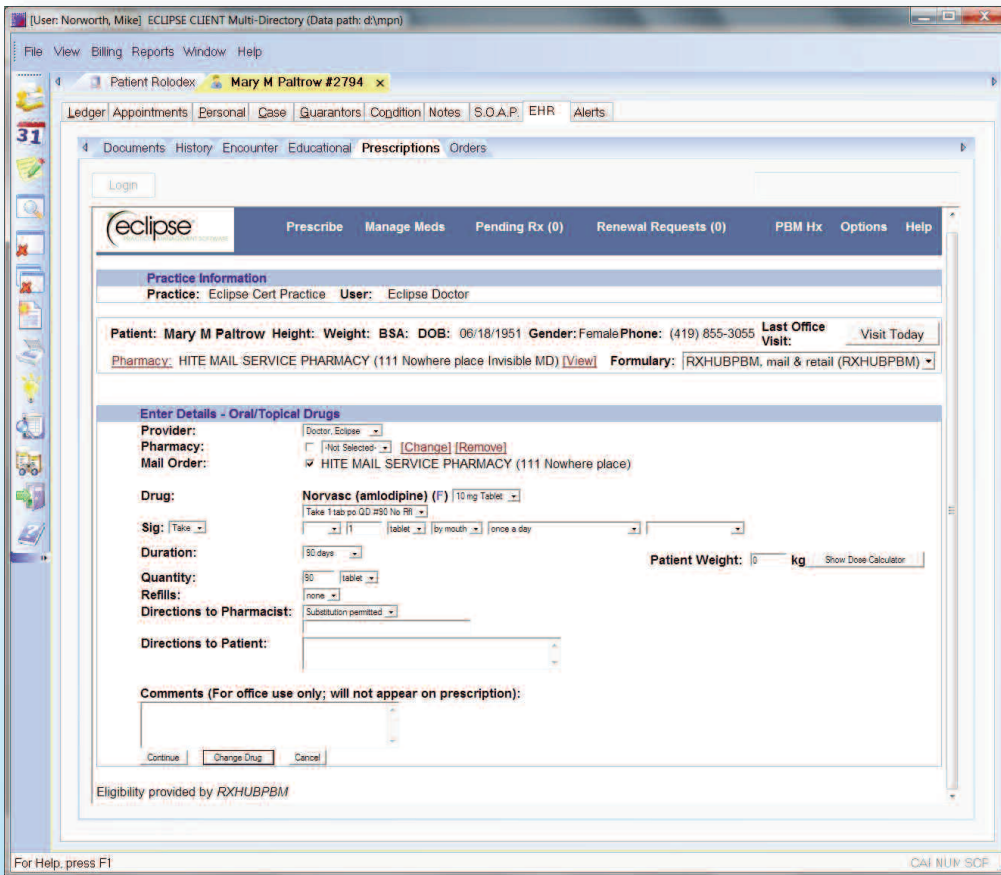 [User: Norworth, Mike] ECLIPSE CLIENT Multi-Directory (Data path: d:\mpn)
File View Billing Reports Window Help
Patient Rolodex Mary M Paltrow #2794 x
Ledger Appointments Personal Case Guarantors Condition Notes S.O.A.P. EHR Alerts
31
Documents History Encounter Educational Prescriptions Orders
Login
eclipse Prescribe Manage Meds Pending Rx (0) Renewal Requests (0) PBM Hx Options Help
Practice Information
Practice: Eclipse Cert Practice User: Eclipse Doctor
Patient: Mary M Paltrow Height: Weight: BSA: DOB: 06/18/1951 Gender: Female Phone: (419) 855-3055 Last Office Visit: Visit Today
Pharmacy: HITE MAIL SERVICE PHARMACY (111 Nowhere place Invisible MD) [View] Formulary: RXHUBPBM, mail & retail (RXHUBPBM)
Enter Details - Oral/Topical Drugs
Provider: Doctor, Eclipse
Pharmacy: -Not Selected- [Change] [Remove]
Mail Order: HITE MAIL SERVICE PHARMACY (111 Nowhere place)
Drug: Norvasc (amlodipine) (F) 10 mg Tablet
Take 1 tab po QD #90 No Rfl
Sig: Take 1 tablet by mouth once a day
Duration: 90 days
Patient Weight: 0 kg Show Dose Calculator
Quantity: 90 tablet
Refills: none
Directions to Pharmacist: Substitution permitted
Directions to Patient:
Comments (For office use only; will not appear on prescription):
Continue Change Drug Cancel
Eligibility provided by RXHUBPBM
For Help, press F1
CAP NUM SCR